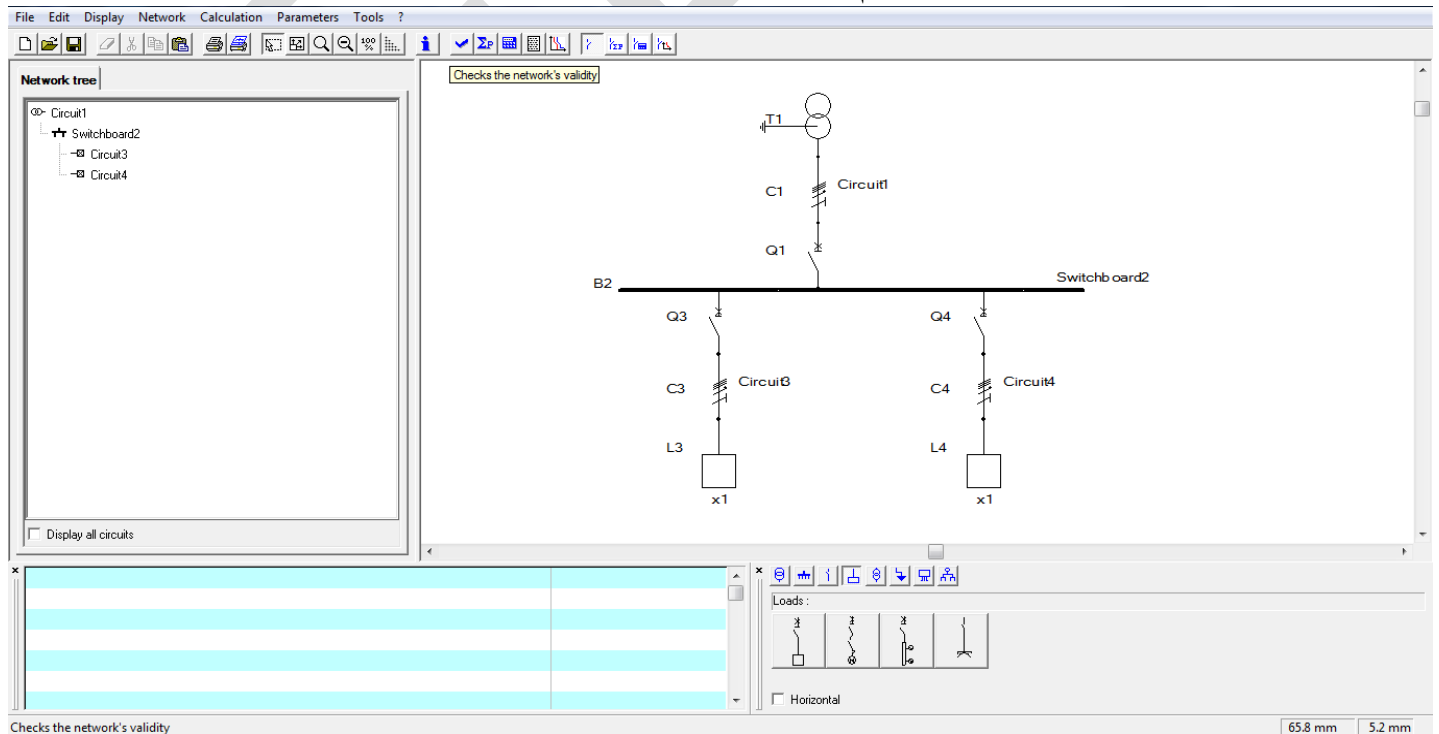 File Edit Display Network Calculation Parameters Tools ?
100 %
ΣP
Checks the network's validity
Network tree
Circuit1
Switchboard2
Circuit3
Circuit4
Display all circuits
T1
C1
Circuit1
Q1
B2
Switchboard2
Q3
Q4
C3
Circuit3
C4
Circuit4
L3
L4
x1
x1
Loads :
Horizontal
Checks the network's validity
65.8 mm
5.2 mm